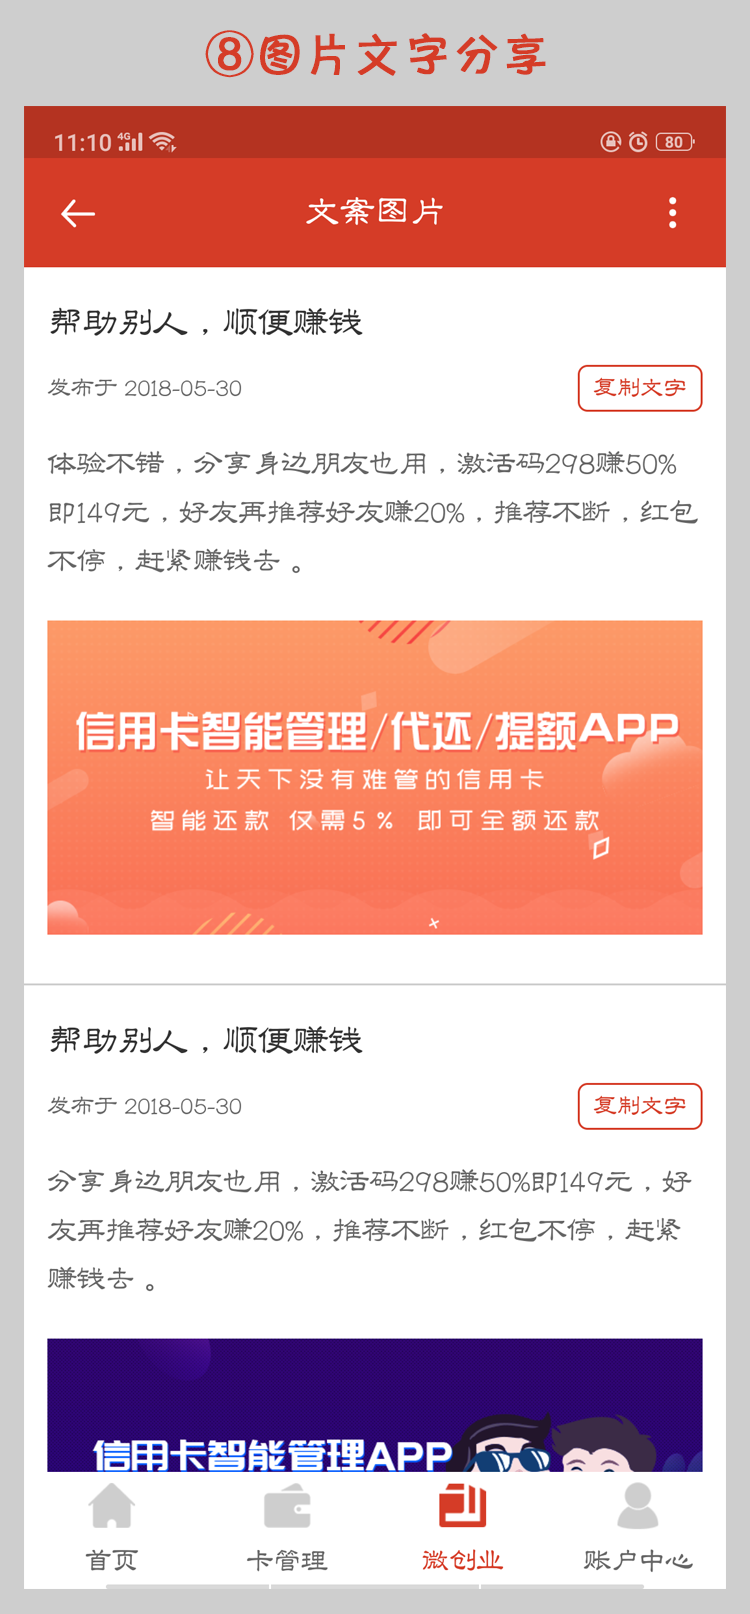 ⑧图片文字分享
11:10 4G
80
文案图片
帮助别人，顺便赚钱
发布于 2018-05-30
复制文字
体验不错，分享身边朋友也用，激活码298赚50%
即149元，好友再推荐好友赚20%，推荐不断，红包
不停，赶紧赚钱去。
信用卡智能管理/代还/提额APP
让天下没有难管的信用卡
智能还款 仅需5% 即可全额还款
帮助别人，顺便赚钱
发布于 2018-05-30
复制文字
分享身边朋友也用，激活码298赚50%即149元，好
友再推荐好友赚20%，推荐不断，红包不停，赶紧
赚钱去。
信用卡智能管理APP
首页
卡管理
微创业
账户中心